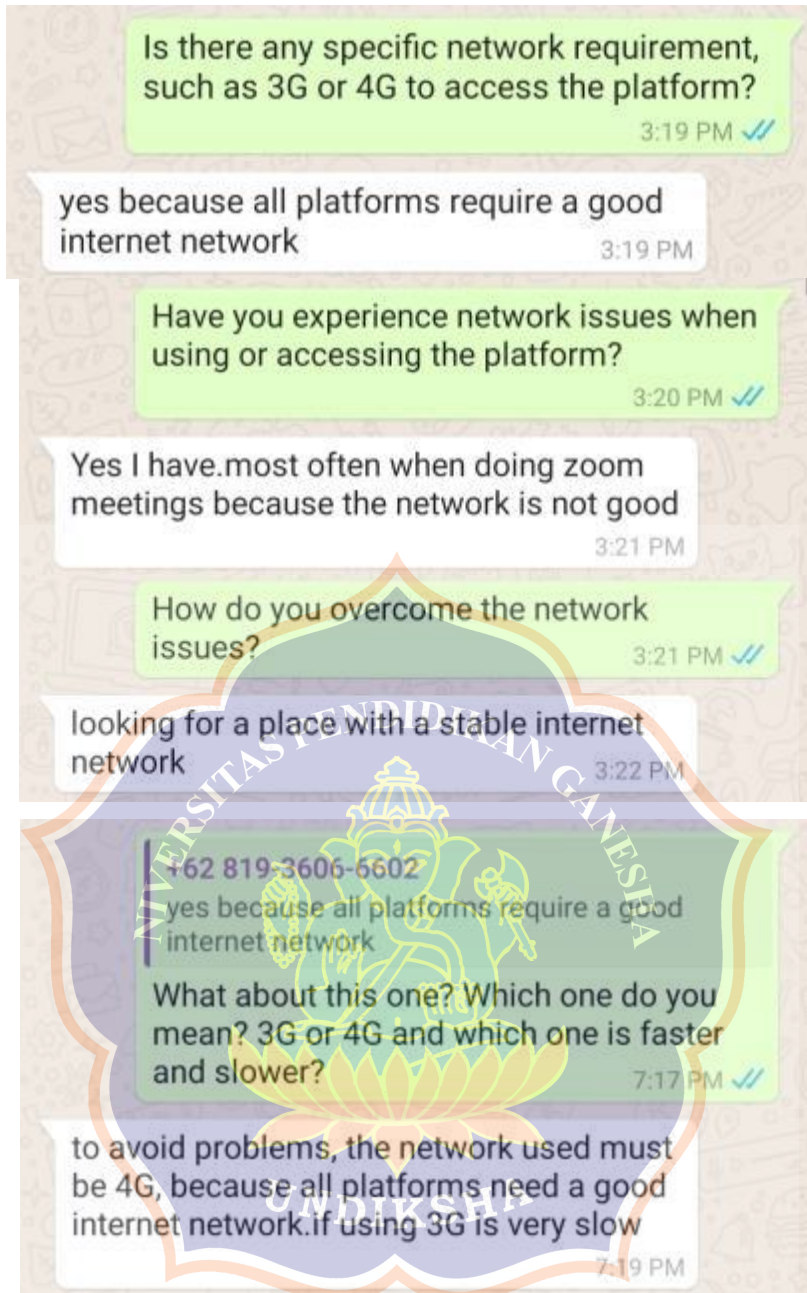 Is there any specific network requirement,
such as 3G or 4G to access the platform?
3:19 PM
yes because all platforms require a good
internet network
3:19 PM
Have you experience network issues when
using or accessing the platform?
3:20 PM
Yes I have.most often when doing zoom
meetings because the network is not good
3:21 PM
How do you overcome the network
issues?
3:21 PM
looking for a place with a stable internet
network
3:22 PM
+62 819-3606-6602
yes because all platforms require a good
internet network
What about this one? Which one do you
mean? 3G or 4G and which one is faster
and slower?
7:17 PM
to avoid problems, the network used must
be 4G, because all platforms need a good
internet network.if using 3G is very slow
7:19 PM
UNIVERSITAS PENDIDIKAN GANESHA
UNDIKSHA